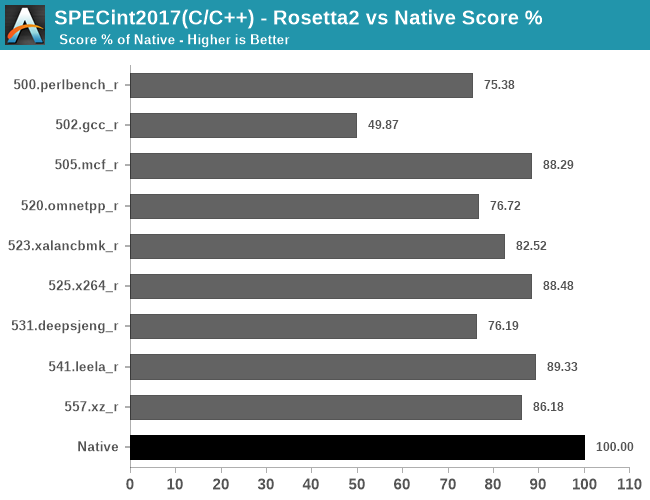 SPECint2017(C/C++) - Rosetta2 vs Native Score %
Score % of Native - Higher is Better
500.perlbench_r 75.38
502.gcc_r 49.87
505.mcf_r 88.29
520.omnetpp_r 76.72
523.xalancbmk_r 82.52
525.x264_r 88.48
531.deepsjeng_r 76.19
541.leela_r 89.33
557.xz_r 86.18
Native 100.00
0 10 20 30 40 50 60 70 80 90 100 110